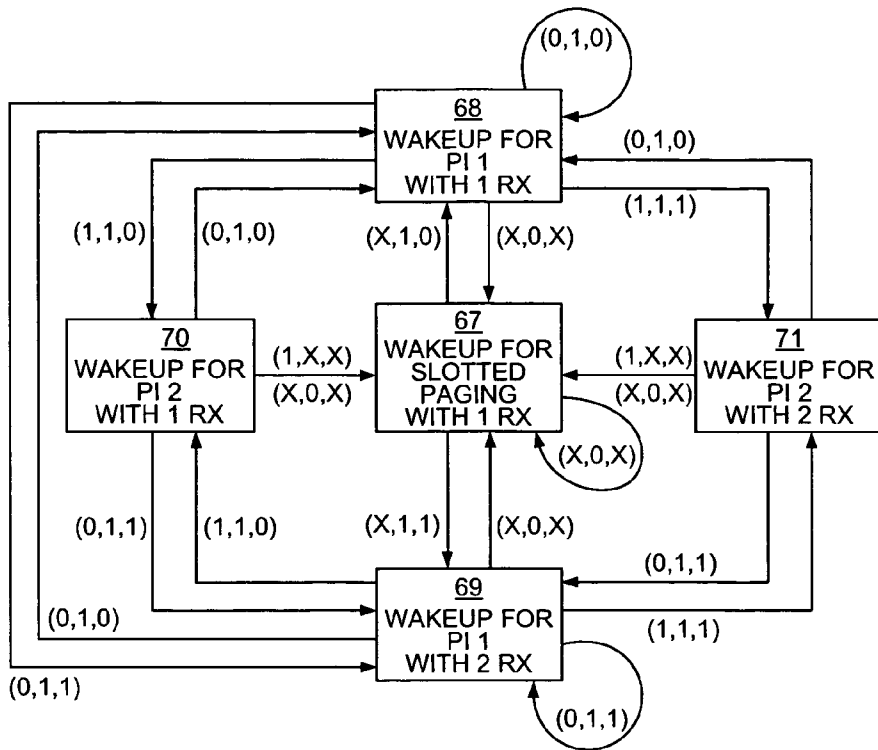 (0,1,0)
68
WAKEUP FOR
PI 1
WITH 1 RX
(0,1,0)
(1,1,1)
(1,1,0)
(0,1,0)
(X,1,0)
(X,0,X)
70
WAKEUP FOR
PI 2
WITH 1 RX
(1,X,X)
(X,0,X)
67
WAKEUP FOR
SLOTTED
PAGING
WITH 1 RX
(1,X,X)
(X,0,X)
71
WAKEUP FOR
PI 2
WITH 2 RX
(X,0,X)
(0,1,1)
(1,1,0)
(X,1,1)
(X,0,X)
(0,1,1)
(1,1,1)
69
WAKEUP FOR
PI 1
WITH 2 RX
(0,1,0)
(0,1,1)
(0,1,1)